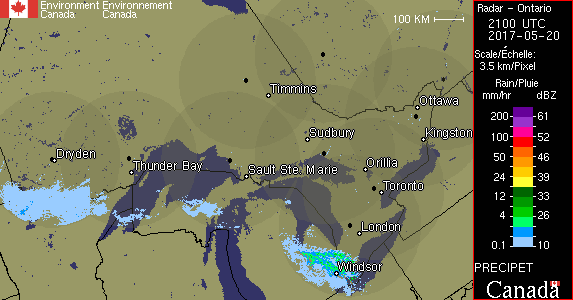 Environment Environnement
Canada Canada
100 KM
Timmins
Ottawa
Sudbury
Kingston
Dryden
Thunder Bay
Sault Ste. Marie
Orillia
Toronto
London
Windsor
Radar - Ontario
2100 UTC
2017-05-20
Scale/Échelle:
3.5 km/Pixel
Rain/Pluie
mm/hr dBZ
200 61
100 52
50 46
24 39
12 33
4 26
0.1 10
PRECIPET
Canada